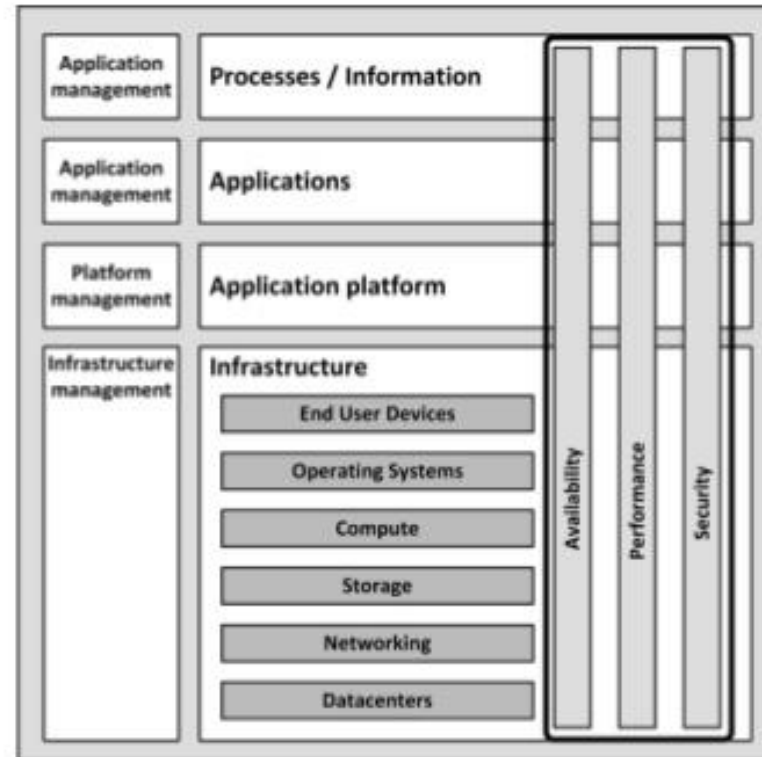 Application
management
Processes / Information
Application
management
Applications
Platform
management
Application platform
Infrastructure
management
Infrastructure
End User Devices
Operating Systems
Compute
Storage
Networking
Datacenters
Availability
Performance
Security